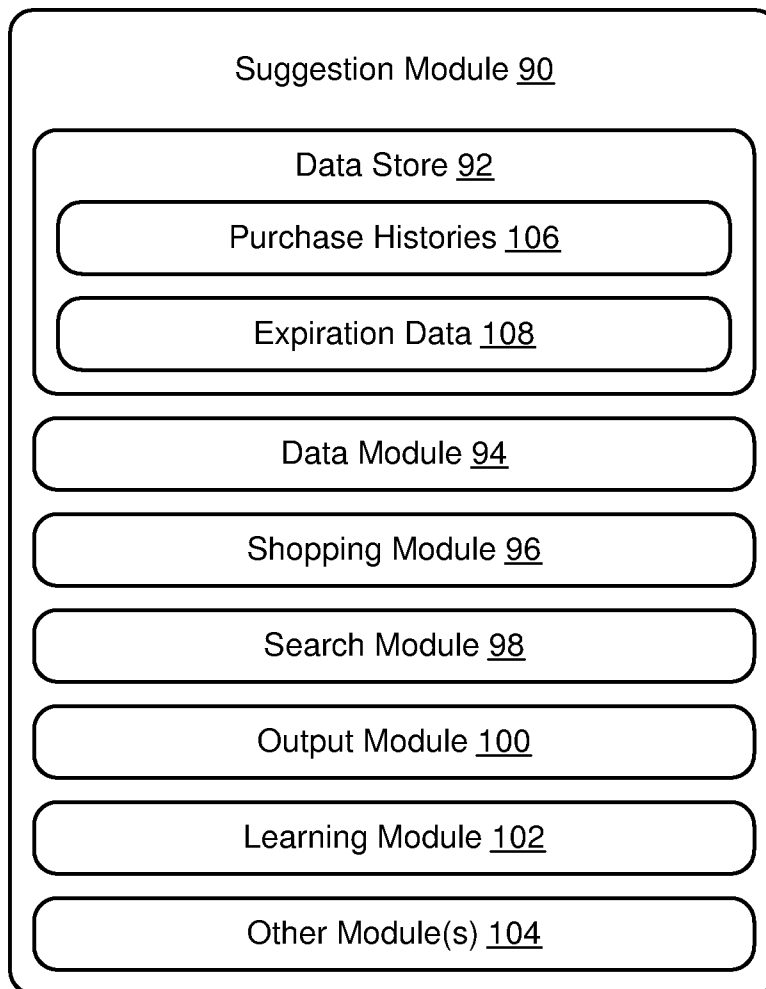 Suggestion Module 90
Data Store 92
Purchase Histories 106
Expiration Data 108
Data Module 94
Shopping Module 96
Search Module 98
Output Module 100
Learning Module 102
Other Module(s) 104